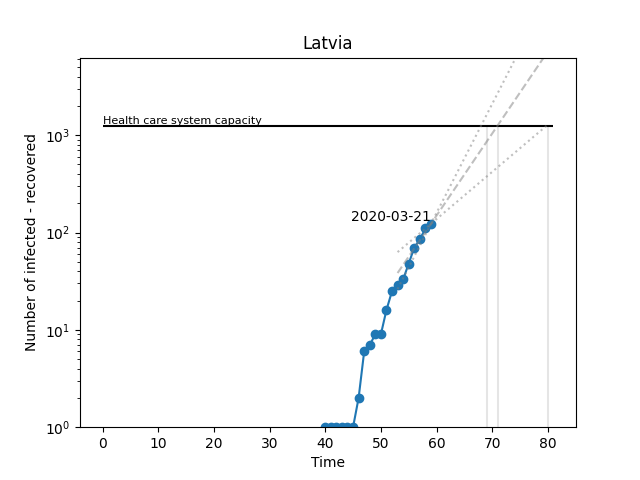 Latvia
Number of infected - recovered
10³
10²
10¹
10⁰
Health care system capacity
2020-03-21
0 10 20 30 40 50 60 70 80
Time